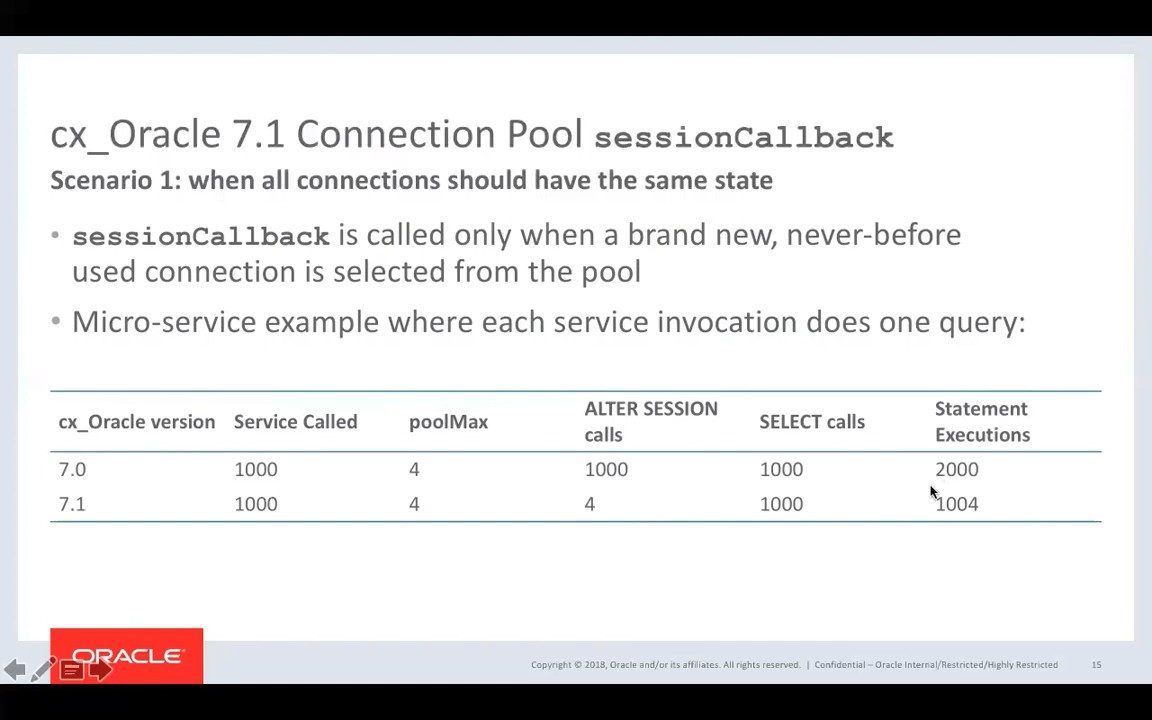 cx_Oracle 7.1 Connection Pool sessionCallback
Scenario 1: when all connections should have the same state
• sessionCallback is called only when a brand new, never-before
used connection is selected from the pool
• Micro-service example where each service invocation does one query:
cx_Oracle version Service Called poolMax ALTER SESSION calls SELECT calls Statement Executions
7.0 1000 4 1000 1000 2000
7.1 1000 4 4 1000 1004
ORACLE®
Copyright © 2018, Oracle and/or its affiliates. All rights reserved. | Confidential – Oracle Internal/Restricted/Highly Restricted 15